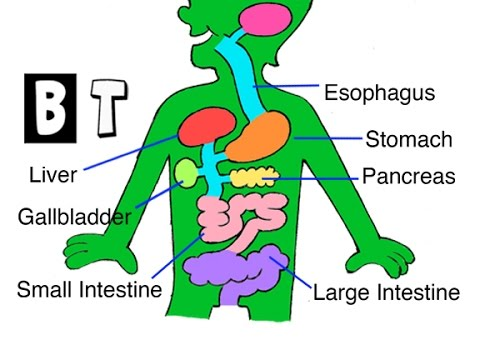 B T
Esophagus
Stomach
Liver
Pancreas
Gallbladder
Small Intestine
Large Intestine